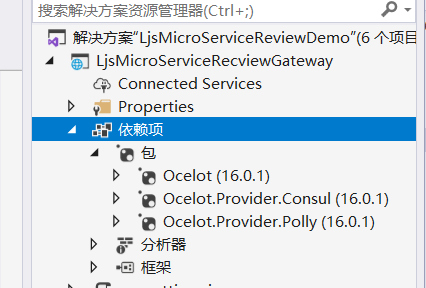 搜索解决方案资源管理器(Ctrl+;)
解决方案“LjsMicroServiceReviewDemo”(6 个项目
LjsMicroServiceRecviewGateway
Connected Services
Properties
依赖项
包
Ocelot (16.0.1)
Ocelot.Provider.Consul (16.0.1)
Ocelot.Provider.Polly (16.0.1)
分析器
框架